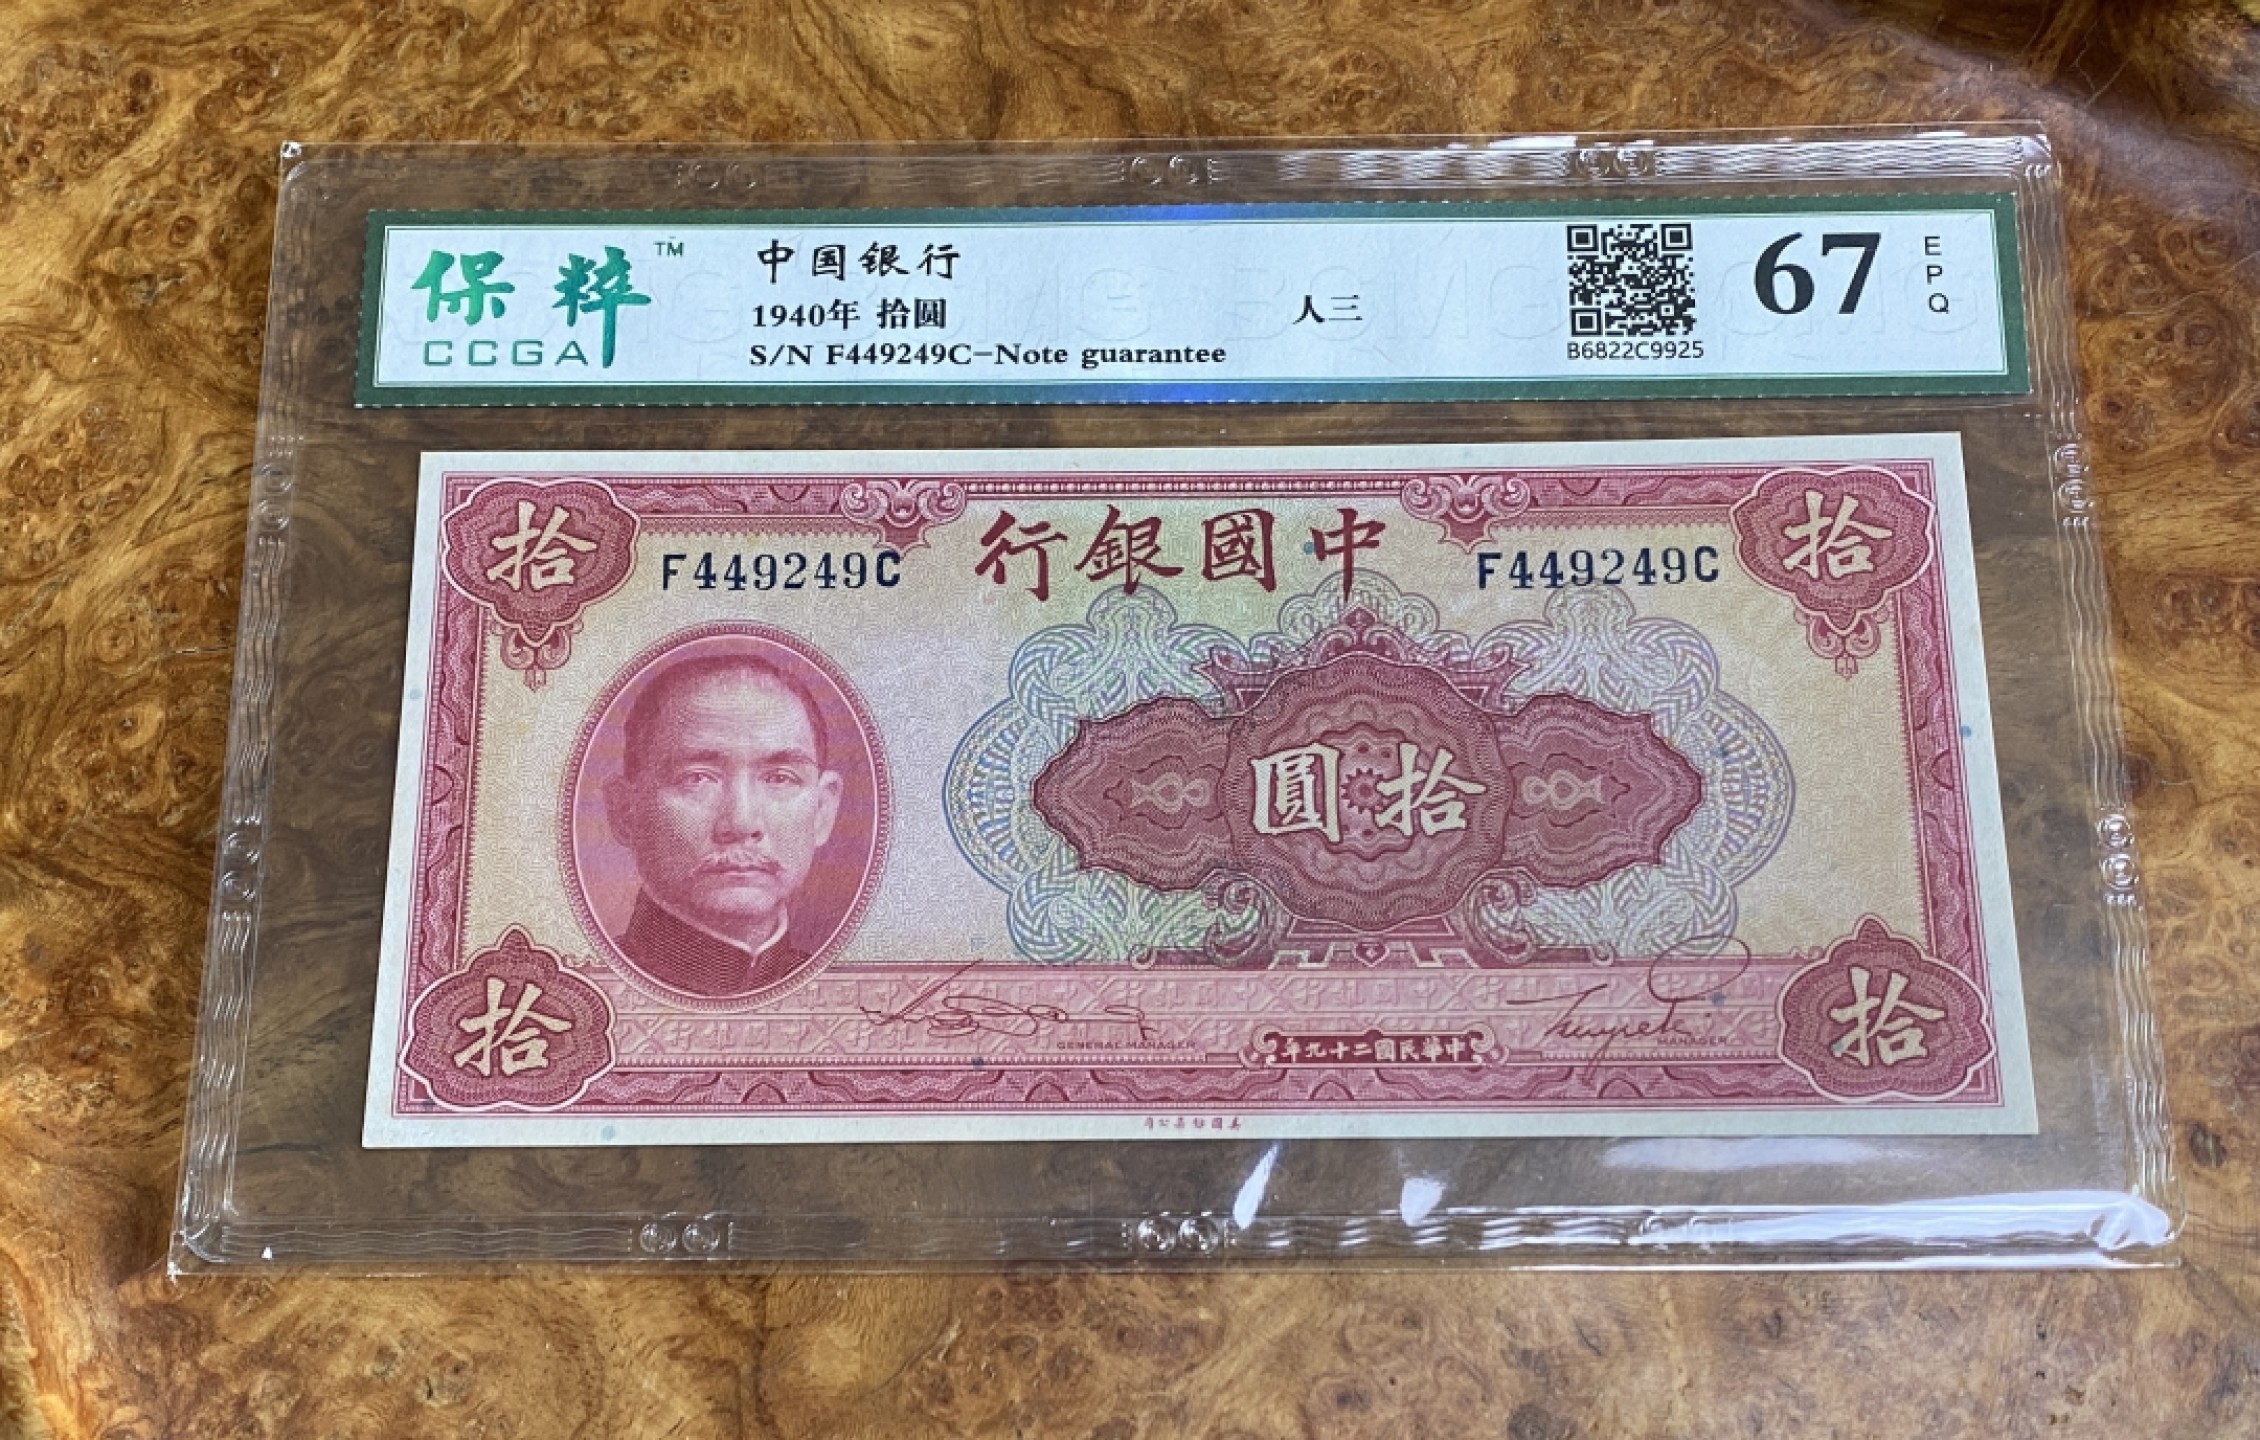 保粹™
CCGA
中国银行
1940年 拾圆
人三
S/N F449249C-Note guarantee
B6822C9925
67
EPQ
拾
行銀國中
拾
F449249C
F449249C
圓拾
拾
拾
GENERAL MANAGER
年九十二國民華中
MANAGER